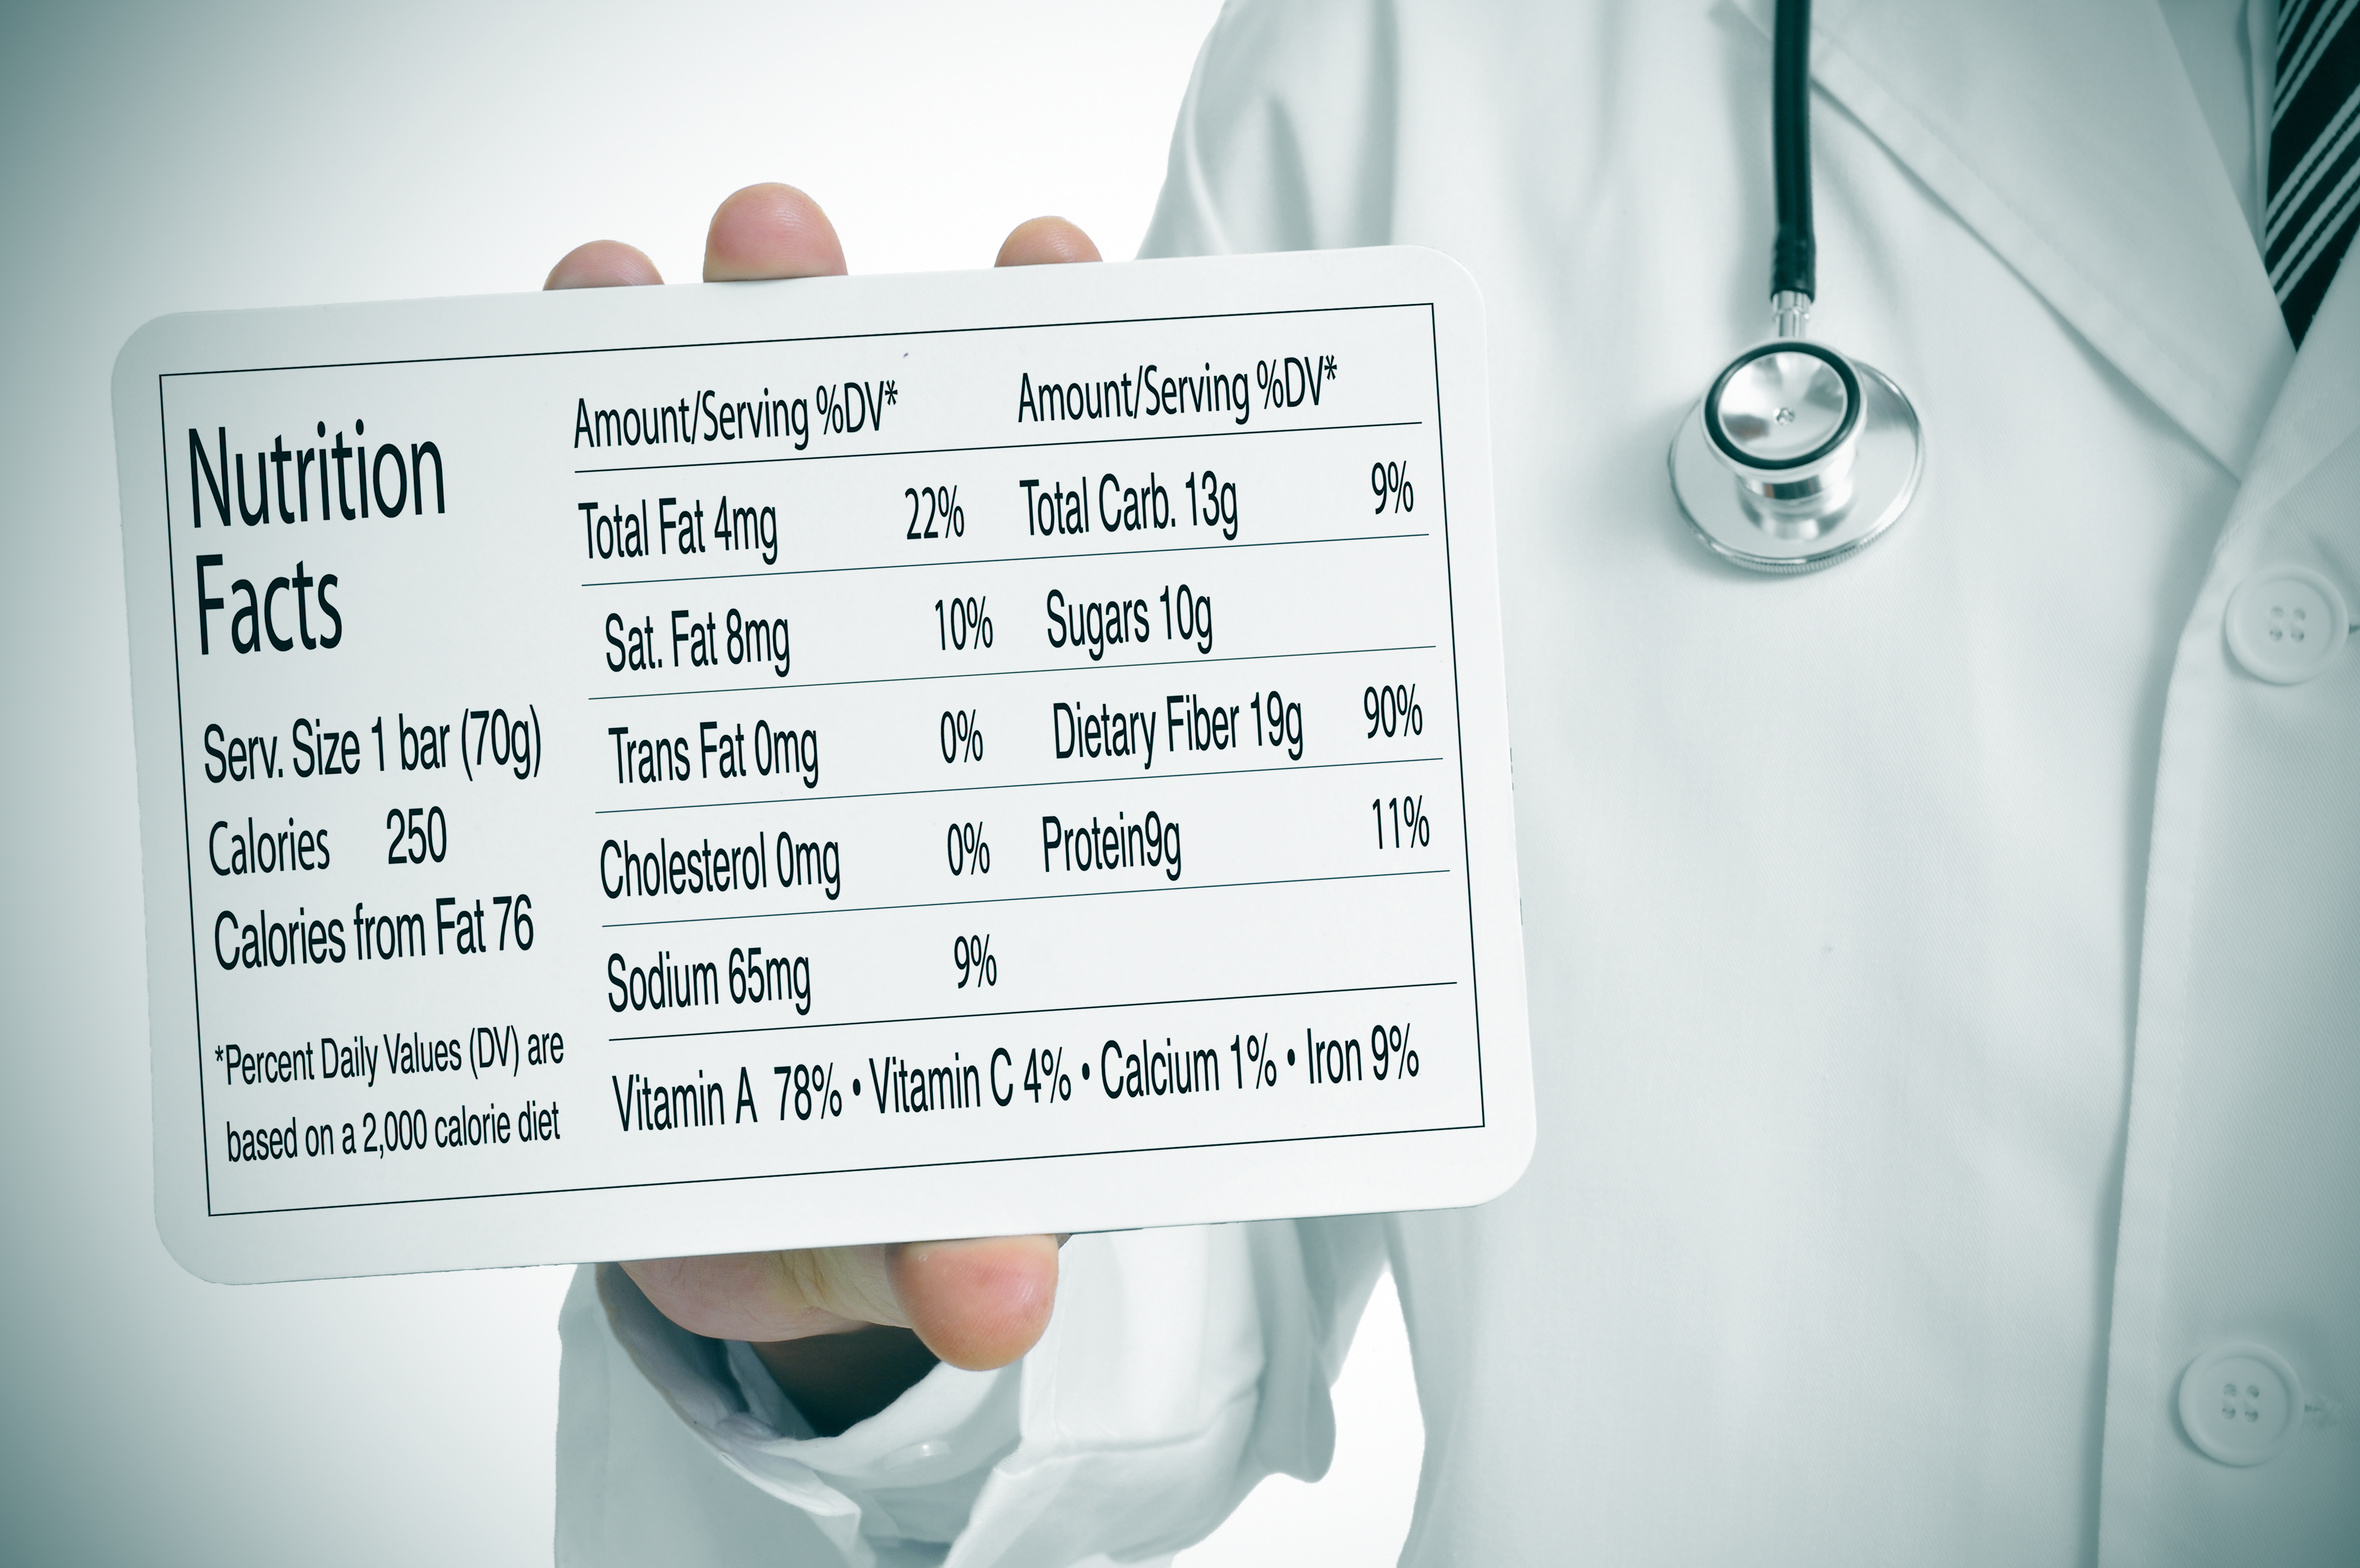 Nutrition
Facts
Serv. Size 1 bar (70g)
Calories 250
Calories from Fat 76
*Percent Daily Values (DV) are
based on a 2,000 calorie diet
Amount/Serving %DV*
Total Fat 4mg 22%
Sat. Fat 8mg 10%
Trans Fat 0mg 0%
Cholesterol 0mg 0%
Sodium 65mg 9%
Amount/Serving %DV*
Total Carb. 13g 9%
Sugars 10g
Dietary Fiber 19g 90%
Protein9g 11%
Vitamin A 78% • Vitamin C 4% • Calcium 1% • Iron 9%